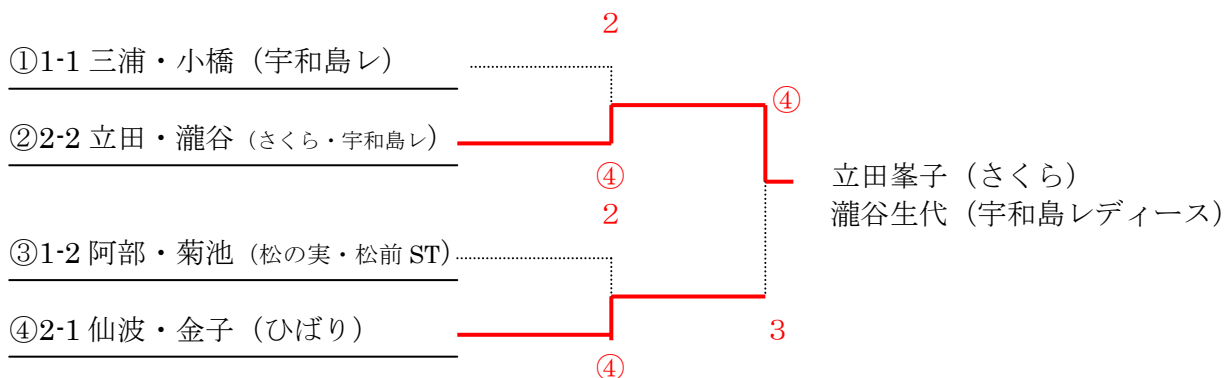 2
①1-1 三浦・小橋（宇和島レ）
④
②2-2 立田・瀧谷（さくら・宇和島レ）
④
立田峯子（さくら）
瀧谷生代（宇和島レディース）
2
③1-2 阿部・菊池（松の実・松前 ST）
④2-1 仙波・金子（ひばり）
3
④